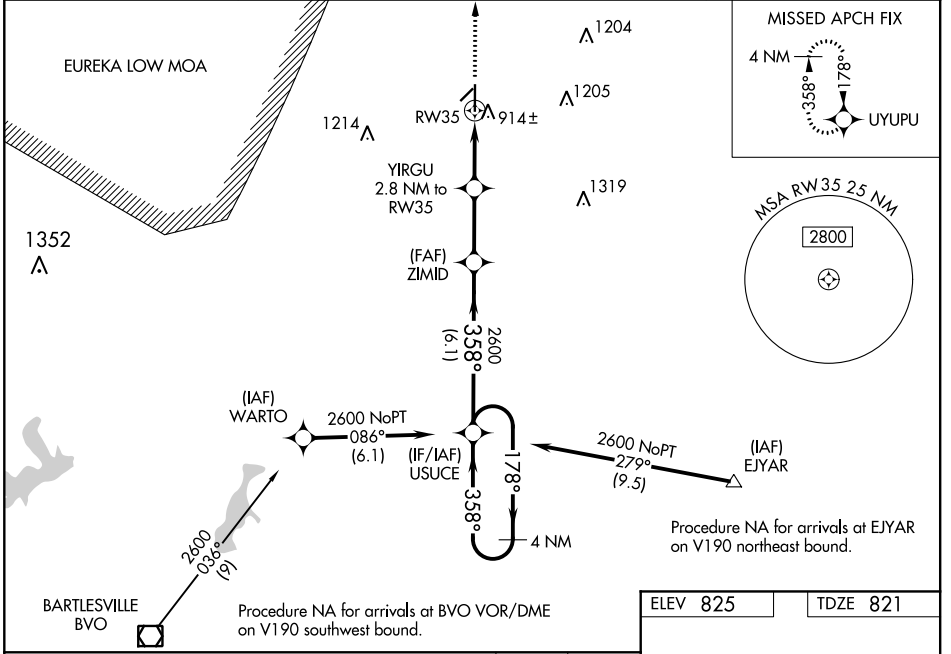 EUREKA LOW MOA
1204
1205
1214
RW35
914±
MISSED APCH FIX
4 NM
358°
178°
UYUPU
YIRGU
2.8 NM to
RW35
1319
1352
(FAF)
ZIMID
MSA RW35 25 NM
2800
2600
358°
(6.1)
(IAF)
WARTO
2600 NoPT
086°
(6.1)
(IF/IAF)
USUCE
178°
358°
4 NM
2600 NoPT
279°
(9.5)
(IAF)
EJYAR
Procedure NA for arrivals at EJYAR
on V190 northeast bound.
2600
036°
(9)
BARTLESVILLE
BVO
Procedure NA for arrivals at BVO VOR/DME
on V190 southwest bound.
ELEV 825
TDZE 821